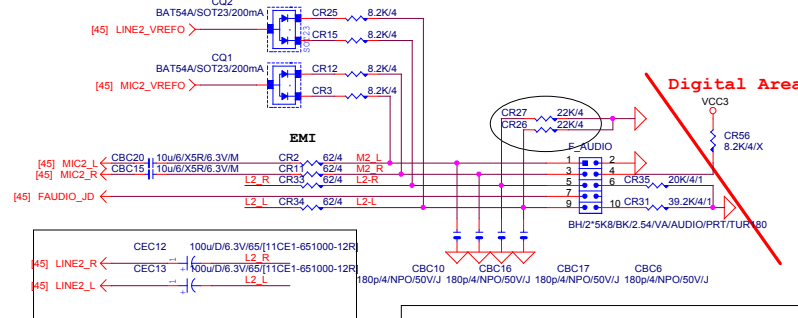 CQ2
BAT54A/SOT23/200mA
CR25 8.2K/4
[45] LINE2_VREFO
SOT23
CR15 8.2K/4
CQ1
BAT54A/SOT23/200mA
CR12 8.2K/4
[45] MIC2_VREFO
CR3 8.2K/4
Digital Area
VCC3
CR27 22K/4
CR26 22K/4
CR56
8.2K/4/X
EMI
F_AUDIO
[45] MIC2_L CBC20 10u/6/X5R/6.3V/M CR2 62/4 M2_L 1 2
[45] MIC2_R CBC15 10u/6/X5R/6.3V/M CR11 62/4 M2_R 3 4
L2_R CR33 62/4 L2-R 5 6 CR35 20K/4/1
[45] FAUDIO_JD 7
L2_L CR34 62/4 L2-L 9 10 CR31 39.2K/4/1
BH/2*5K8/BK/2.54/VA/AUDIO/PRT/TUR180
CEC12 100u/D/6.3V/65/[11CE1-651000-12R]
[45] LINE2_R 1 + L2_R
CEC13 100u/D/6.3V/65/[11CE1-651000-12R]
[45] LINE2_L 1 + L2_L
CBC10 CBC16 CBC17 CBC6
180p/4/NPO/50V/J 180p/4/NPO/50V/J 180p/4/NPO/50V/J 180p/4/NPO/50V/J